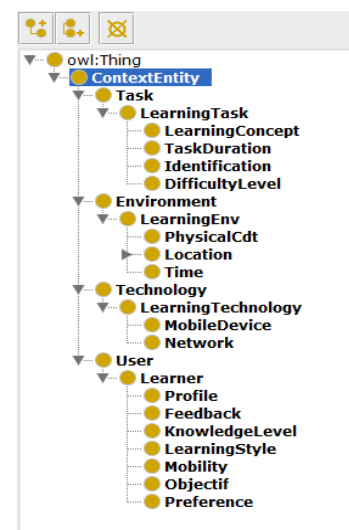 owl:Thing
ContextEntity
Task
LearningTask
LearningConcept
TaskDuration
Identification
DifficultyLevel
Environment
LearningEnv
PhysicalCdt
Location
Time
Technology
LearningTechnology
MobileDevice
Network
User
Learner
Profile
Feedback
KnowledgeLevel
LearningStyle
Mobility
Objectif
Preference